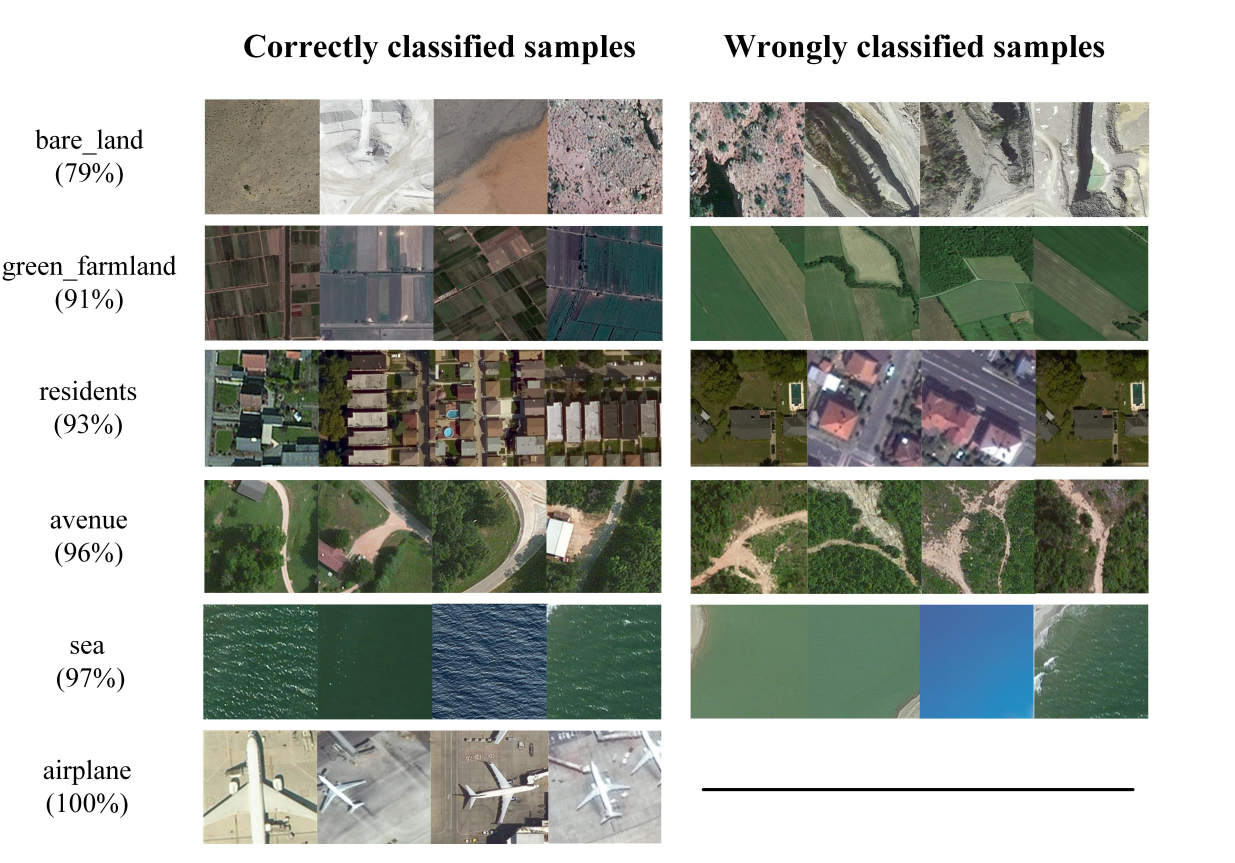 Correctly classified samples
Wrongly classified samples
bare_land
(79%)
green_farmland
(91%)
residents
(93%)
avenue
(96%)
sea
(97%)
airplane
(100%)